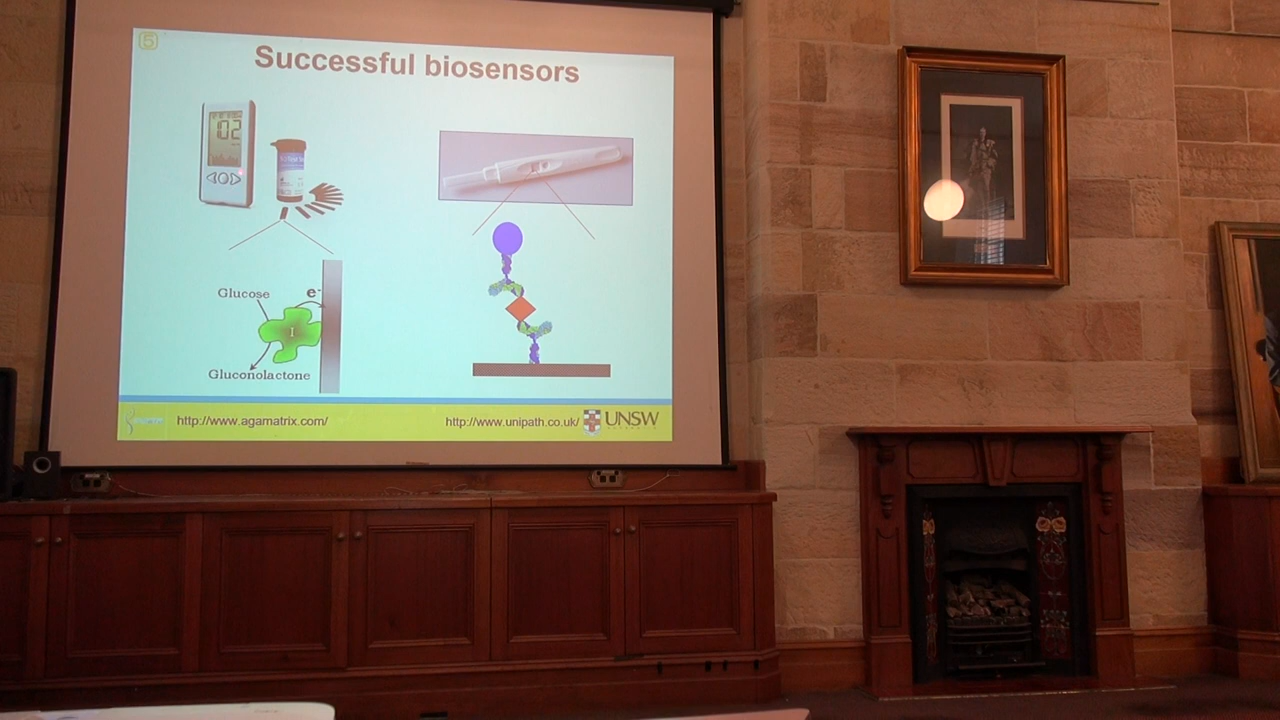 5
Successful biosensors
02
Glucose
e-
I
Gluconolactone
http://www.agamatrix.com/
http://www.unipath.co.uk/
UNSW